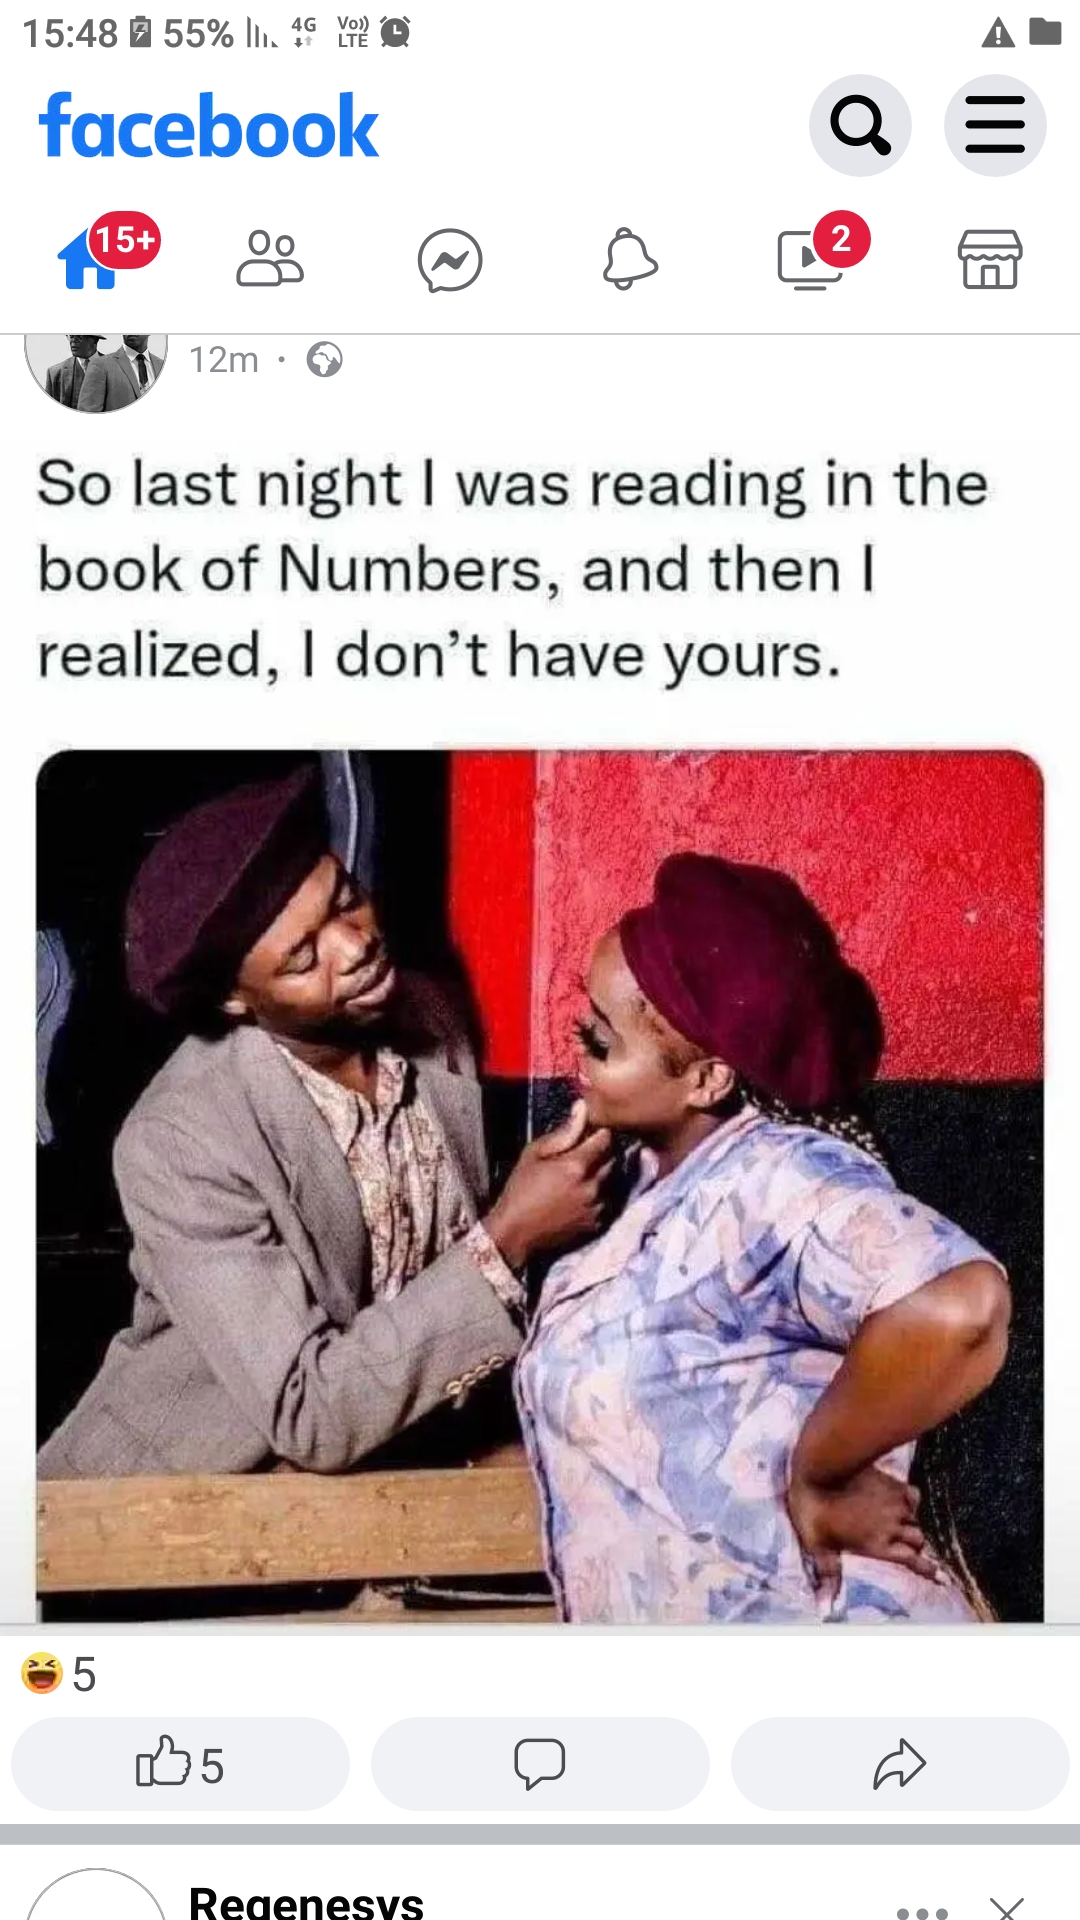 15:48 55% 4G Vo)) LTE
facebook
15+
2
12m
So last night I was reading in the
book of Numbers, and then I
realized, I don’t have yours.
5
5
Regenesys